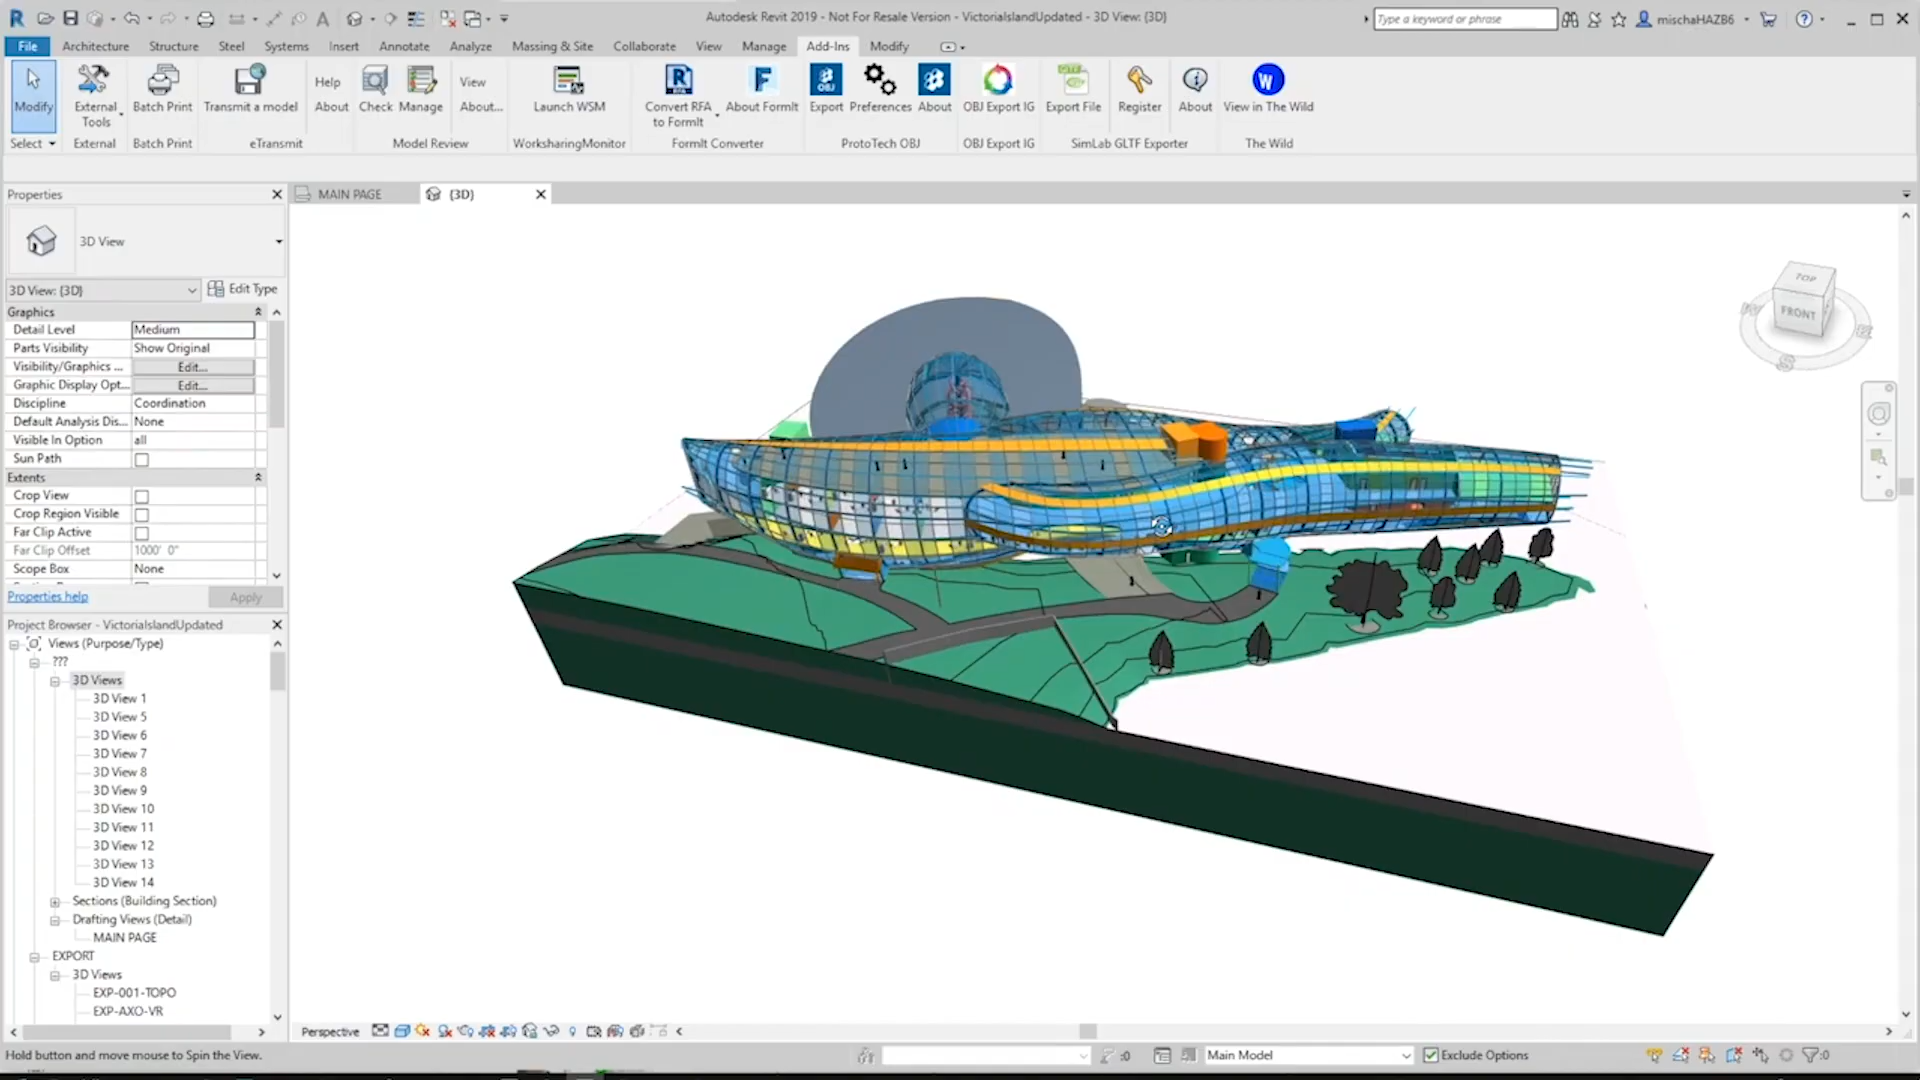 Autodesk Revit 2019 - Not For Resale Version - VictoriaIslandUpdated - 3D View: {3D}
Type a keyword or phrase
mischaHAZB6
File Architecture Structure Steel Systems Insert Annotate Analyze Massing & Site Collaborate View Manage Add-Ins Modify
Modify
External Tools
Batch Print
Transmit a model
Help
About
Check
Manage
View
About...
Launch WSM
Convert RFA to FormIt
About FormIt
OBJ
Export
Preferences
About
OBJ Export IG
Export File
Register
About
W
View in The Wild
Select
External
Batch Print
eTransmit
Model Review
WorksharingMonitor
FormIt Converter
ProtoTech OBJ
OBJ Export IG
SimLab GLTF Exporter
The Wild
Properties
MAIN PAGE
{3D}
3D View
3D View: {3D}
Edit Type
Graphics
Detail Level Medium
Parts Visibility Show Original
Visibility/Graphics ... Edit...
Graphic Display Opt... Edit...
Discipline Coordination
Default Analysis Dis... None
Visible In Option all
Sun Path
Extents
Crop View
Crop Region Visible
Far Clip Active
Far Clip Offset 1000' 0"
Scope Box None
Properties help
Apply
Project Browser - VictoriaIslandUpdated
Views (Purpose/Type)
???
3D Views
3D View 1
3D View 5
3D View 6
3D View 7
3D View 8
3D View 9
3D View 10
3D View 11
3D View 12
3D View 13
3D View 14
Sections (Building Section)
Drafting Views (Detail)
MAIN PAGE
EXPORT
3D Views
EXP-001-TOPO
EXP-AXO-VR
TOP
FRONT
S
Perspective
Hold button and move mouse to Spin the View.
:0
Main Model
Exclude Options
:0